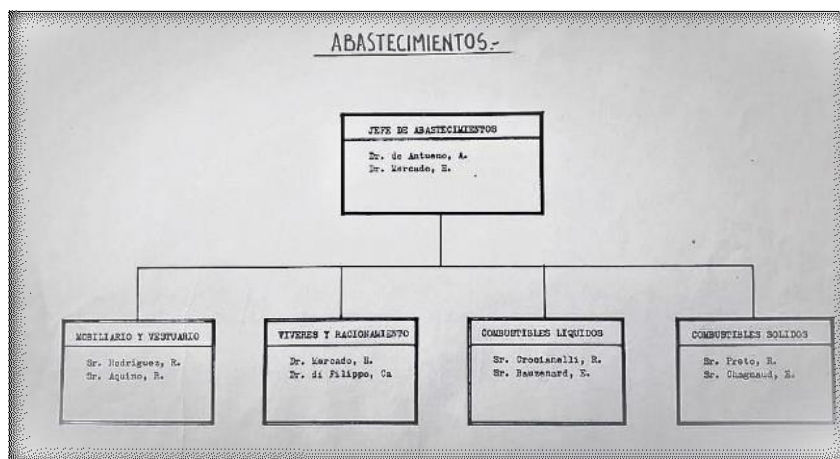 ABASTECIMIENTOS.-
JEFE DE ABASTECIMIENTOS
Dr. de Antueno, A.
Dr. Mercado, H.
MOBILIARIO Y VESTUARIO
Sr. Rodriguez, R.
Sr. Aquino, R.
VIVERES Y RACIONAMIENTO
Dr. Mercado, H.
Dr. di Filippo, Ca
COMBUSTIBLES LIQUIDOS
Sr. Crocianelli, R.
Sr. Bauzenard, E.
COMBUSTIBLES SOLIDOS
Sr. Preto, R.
Sr. Chagnaud, E.